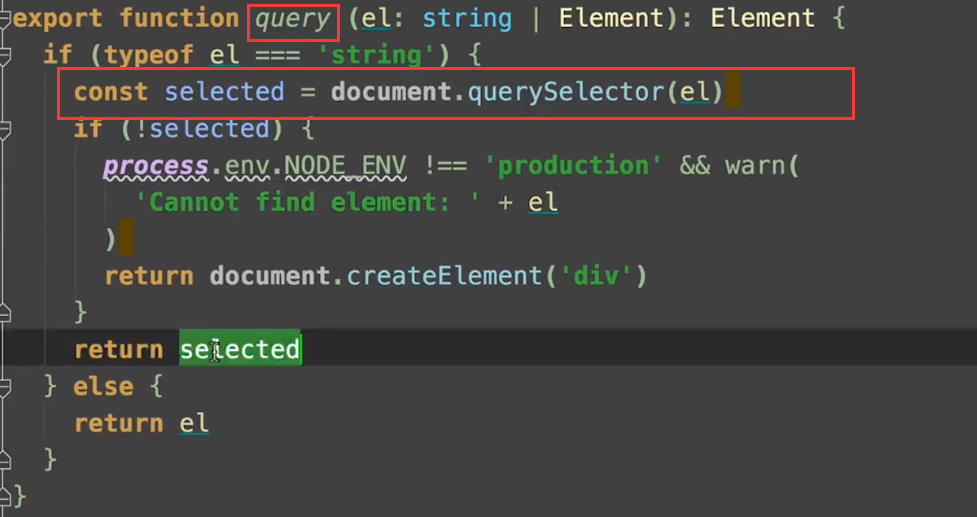 export function query (el: string | Element): Element {
if (typeof el === 'string') {
const selected = document.querySelector(el)
if (!selected) {
process.env.NODE_ENV !== 'production' && warn(
'Cannot find element: ' + el
)
return document.createElement('div')
}
return selected
} else {
return el
}
}